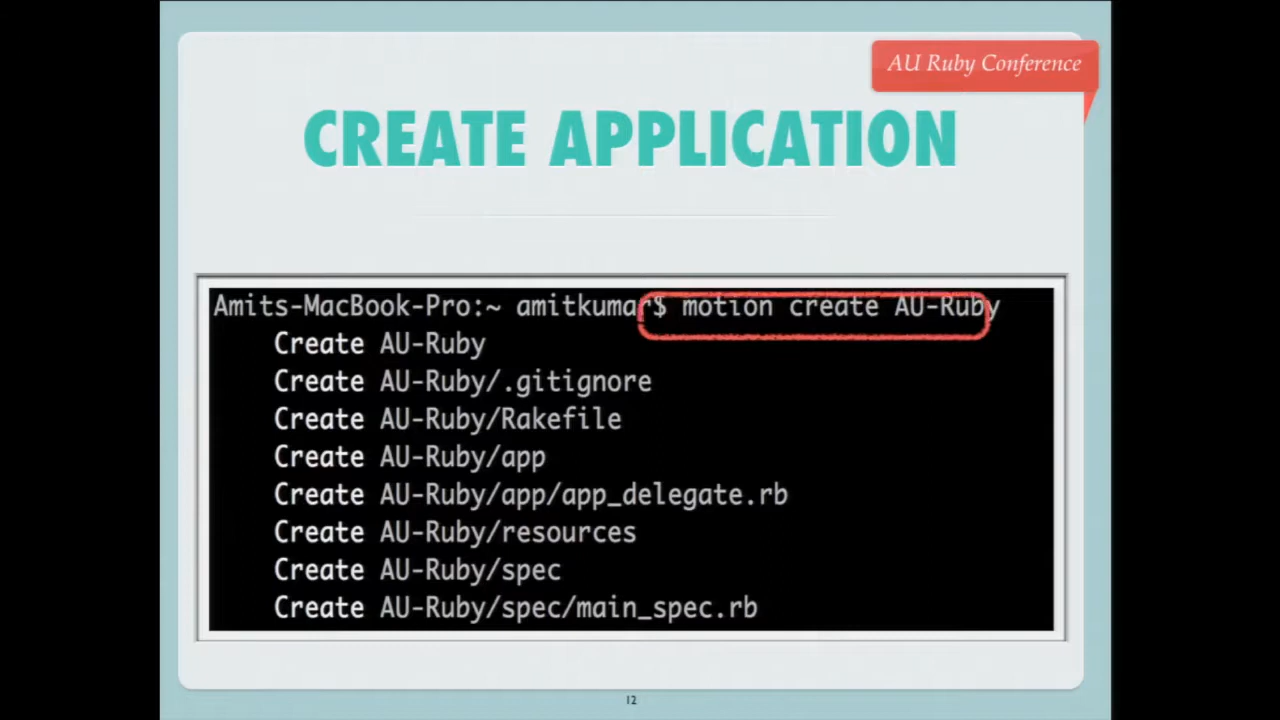 AU Ruby Conference
CREATE APPLICATION
Amits-MacBook-Pro:~ amitkumar$ motion create AU-Ruby
Create AU-Ruby
Create AU-Ruby/.gitignore
Create AU-Ruby/Rakefile
Create AU-Ruby/app
Create AU-Ruby/app/app_delegate.rb
Create AU-Ruby/resources
Create AU-Ruby/spec
Create AU-Ruby/spec/main_spec.rb
12